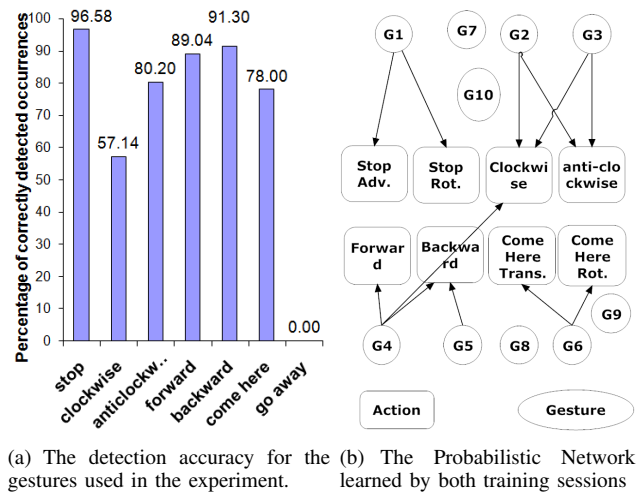 Percentage of correctly detected occurrences
100
90
80
70
60
50
40
30
20
10
0
96.58
57.14
80.20
89.04
91.30
78.00
0.00
stop
clockwise
anticlockw..
forward
backward
come here
go away
G1
G7
G2
G3
G10
Stop
Adv.
Stop
Rot.
Clockwi
se
anti-clo
ckwise
Forwar
d
Backwa
rd
Come
Here
Trans.
Come
Here
Rot.
G9
G4
G5
G8
G6
Action
Gesture
(a) The detection accuracy for the
gestures used in the experiment.
(b) The Probabilistic Network
learned by both training sessions